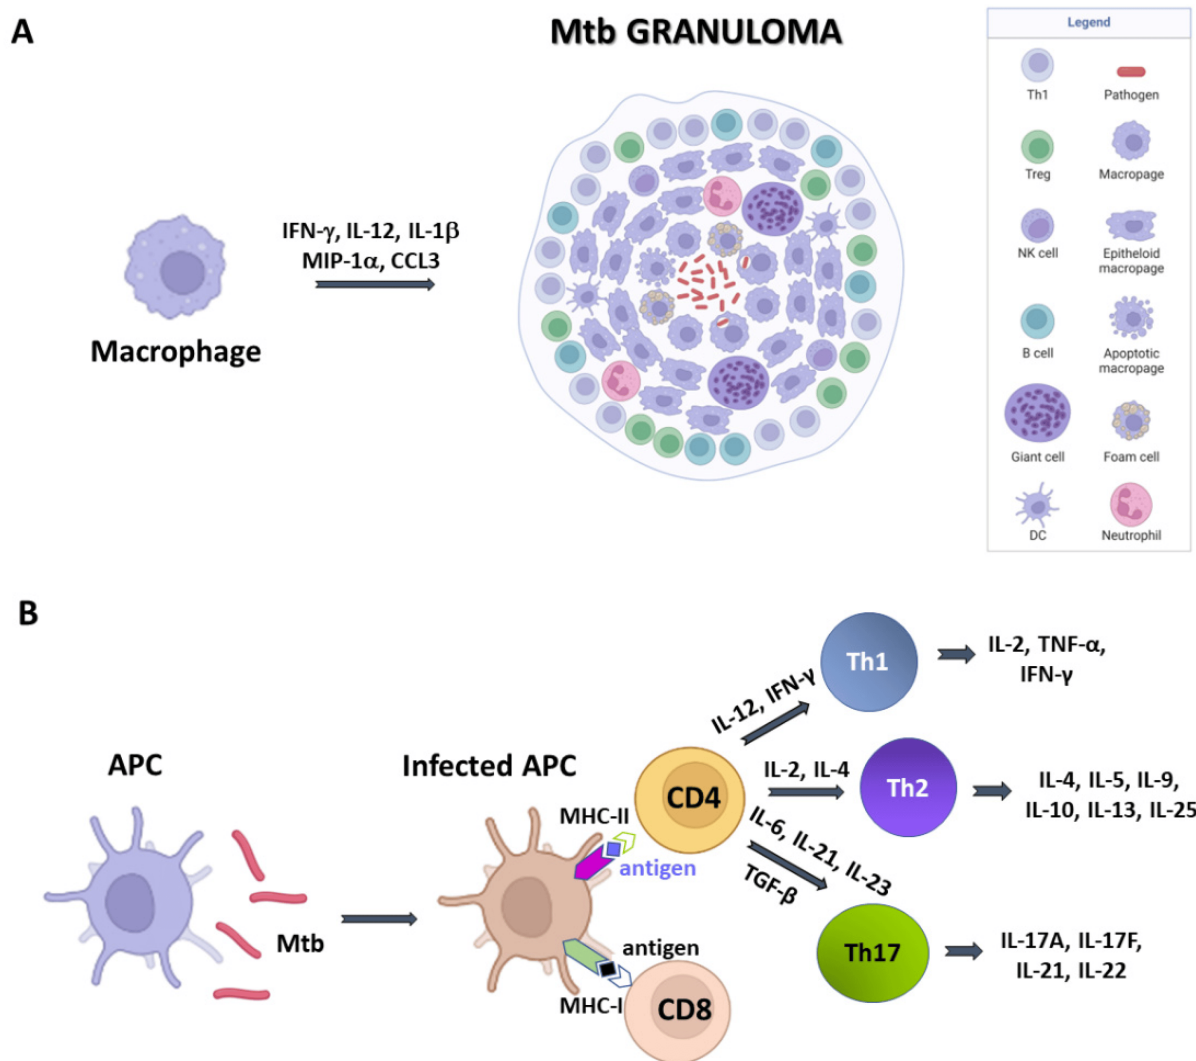 A
Mtb GRANULOMA
IFN-γ, IL-12, IL-1β
MIP-1α, CCL3
Macrophage
Legend
Th1
Pathogen
Treg
Macropage
NK cell
Epitheloid
macropage
B cell
Apoptotic
macropage
Giant cell
Foam cell
DC
Neutrophil
B
APC
Mtb
Infected APC
MHC-II
antigen
antigen
MHC-I
CD4
CD8
IL-12, IFN-γ
Th1
IL-2, TNF-α,
IFN-γ
IL-2, IL-4
Th2
IL-4, IL-5, IL-9,
IL-10, IL-13, IL-25
IL-6, IL-21, IL-23
TGF-β
Th17
IL-17A, IL-17F,
IL-21, IL-22